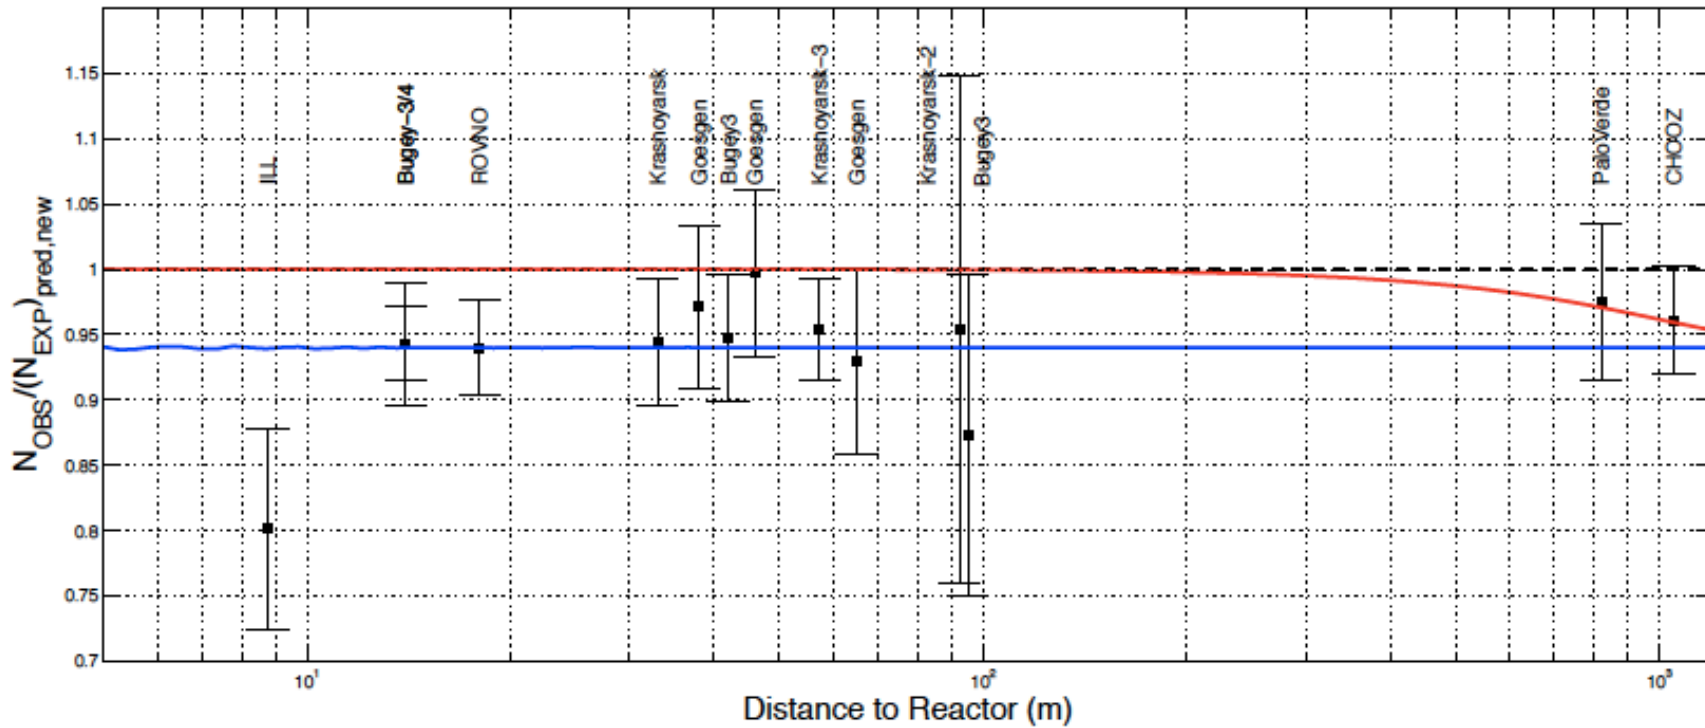 1.15
1.1
1.05
1
0.95
0.9
0.85
0.8
0.75
0.7
N_OBS/(N_EXP)_pred,new
ILL
Bugey-3/4
ROVNO
Krasnoyarsk
Goesgen
Bugey3
Goesgen
Krasnoyarsk-3
Goesgen
Krasnoyarsk-2
Bugey3
PaloVerde
CHOOZ
10¹
10²
10³
Distance to Reactor (m)